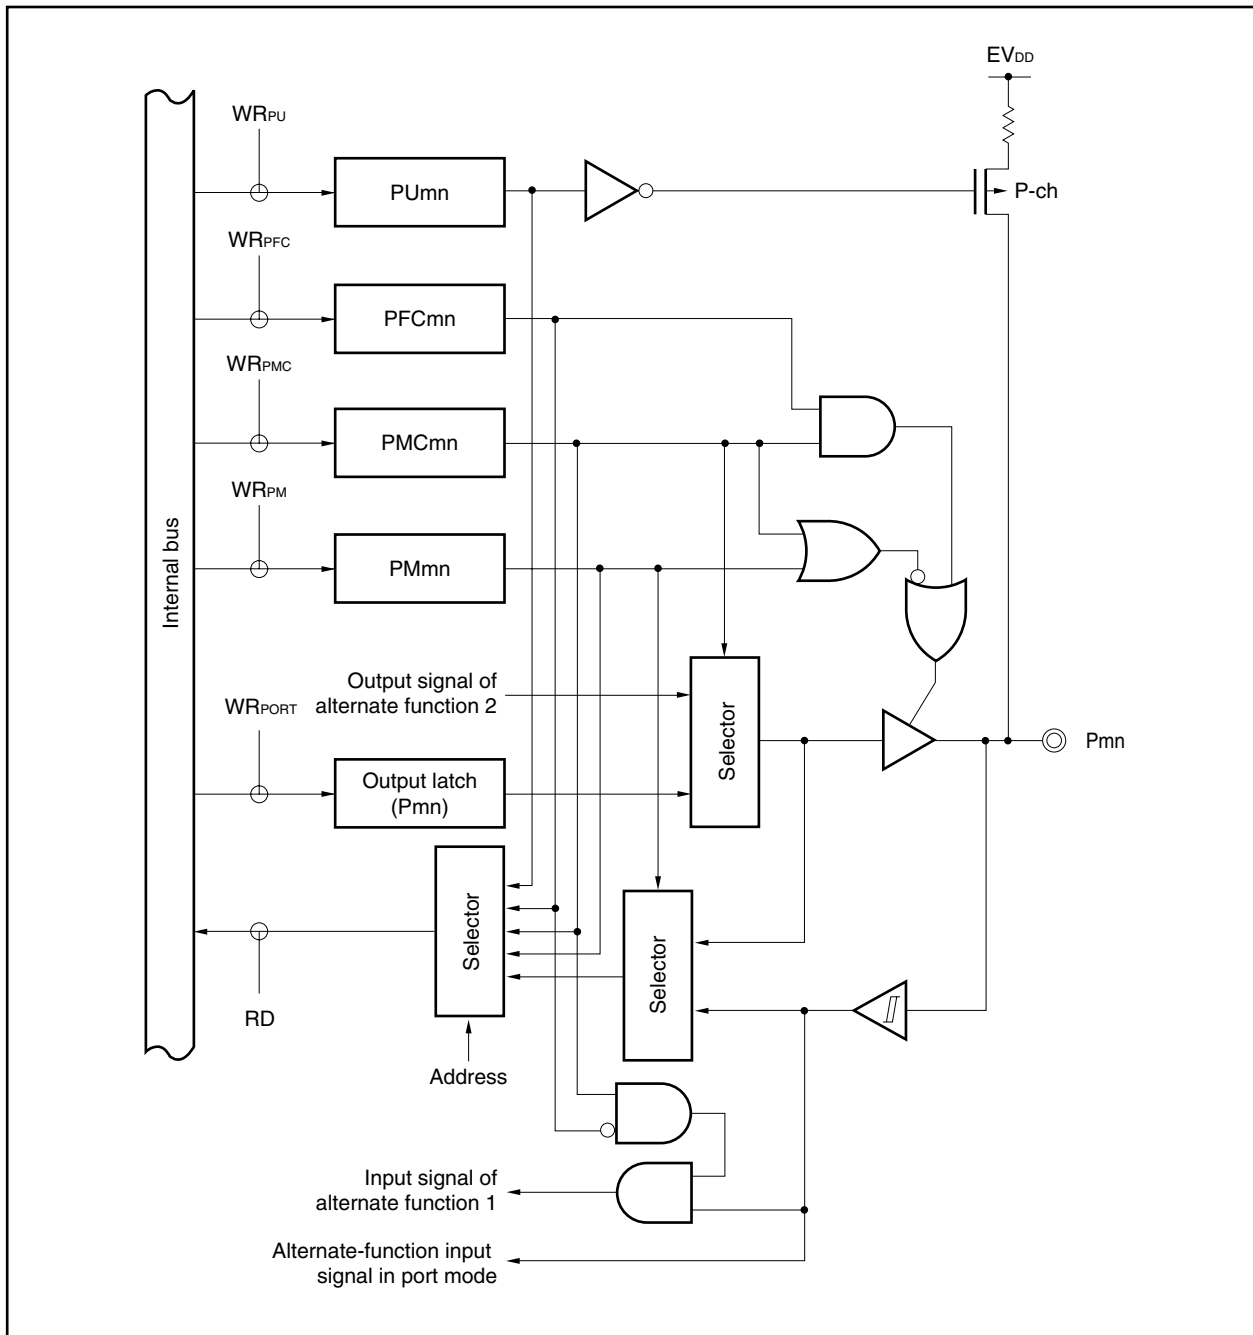 EVDD
WRPU
PUmn
P-ch
WRPFC
PFCmn
WRPMC
PMCmn
WRPM
PMmn
Internal bus
Output signal of
alternate function 2
WRPORT
Selector
Pmn
Output latch
(Pmn)
Selector
Selector
RD
Address
Input signal of
alternate function 1
Alternate-function input
signal in port mode